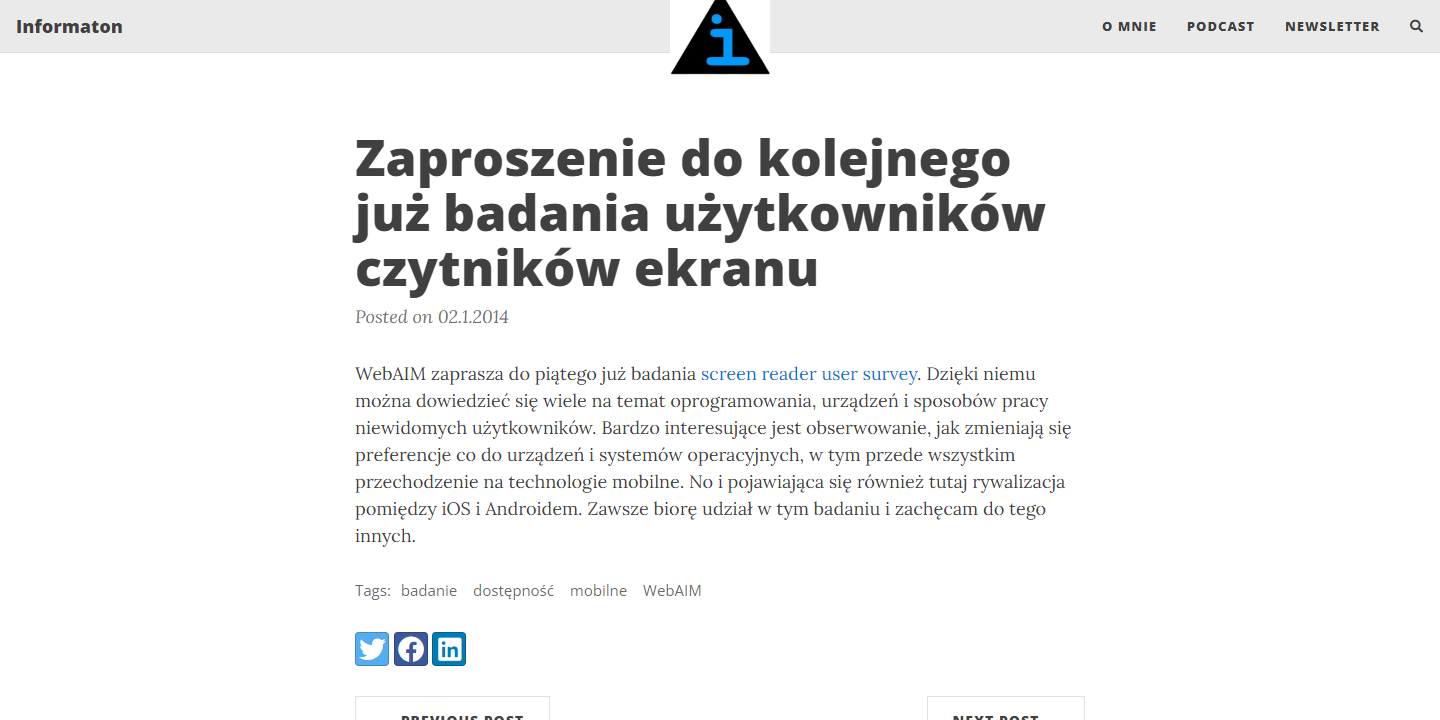 Informaton
i
O MNIE
PODCAST
NEWSLETTER
Zaproszenie do kolejnego
już badania użytkowników
czytników ekranu
Posted on 02.1.2014
WebAIM zaprasza do piątego już badania screen reader user survey. Dzięki niemu
można dowiedzieć się wiele na temat oprogramowania, urządzeń i sposobów pracy
niewidomych użytkowników. Bardzo interesujące jest obserwowanie, jak zmieniają się
preferencje co do urządzeń i systemów operacyjnych, w tym przede wszystkim
przechodzenie na technologie mobilne. No i pojawiająca się również tutaj rywalizacja
pomiędzy iOS i Androidem. Zawsze biorę udział w tym badaniu i zachęcam do tego
innych.
Tags: badanie dostępność mobilne WebAIM
PREVIOUS POST
NEXT POST